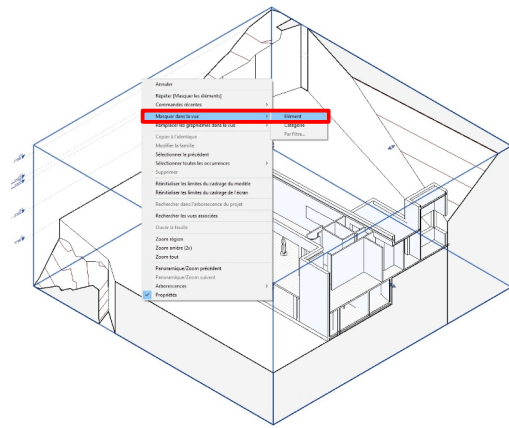 Annuler
Répéter [Masquer les éléments]
Commandes récentes
Masquer dans la vue
Elément
Remplacer les graphismes dans la vue
Catégorie
Par filtre...
Copier à l'identique
Modifier la famille
Sélectionner le précédent
Sélectionner toutes les occurrences
Supprimer
Réinitialiser les limites du cadrage du modèle
Réinitialiser les limites du cadrage de l'écran
Rechercher dans l'arborescence du projet
Rechercher les vues associées
Ouvrir la feuille
Zoom région
Zoom arrière (2x)
Zoom tout
Panoramique/Zoom précédent
Panoramique/Zoom suivant
Arborescences
Propriétés